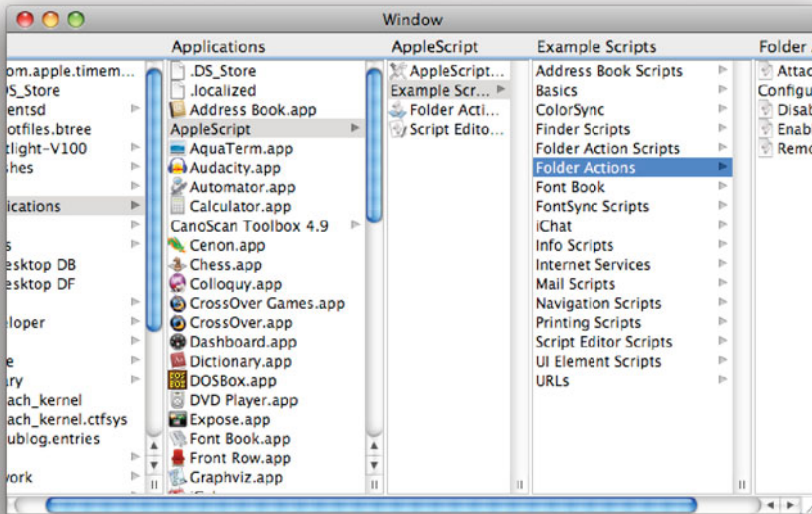 Window
Applications
AppleScript
Example Scripts
Folder
om.apple.timem...
DS_Store
entsd
otfiles.btree
tlight-V100
shes
ications
s
esktop DB
esktop DF
eloper
e
ary
ach_kernel
ach_kernel.ctfsys
ublog.entries
work
.DS_Store
.localized
Address Book.app
AppleScript
AquaTerm.app
Audacity.app
Automator.app
Calculator.app
CanoScan Toolbox 4.9
Cenon.app
Chess.app
Colloquy.app
CrossOver Games.app
CrossOver.app
Dashboard.app
Dictionary.app
DOSBox.app
DVD Player.app
Expose.app
Font Book.app
Front Row.app
Graphviz.app
AppleScript...
Example Scr...
Folder Acti...
Script Edito...
Address Book Scripts
Basics
ColorSync
Finder Scripts
Folder Action Scripts
Folder Actions
Font Book
FontSync Scripts
iChat
Info Scripts
Internet Services
Mail Scripts
Navigation Scripts
Printing Scripts
Script Editor Scripts
UI Element Scripts
URLs
Attac
Configu
Disab
Enab
Remo